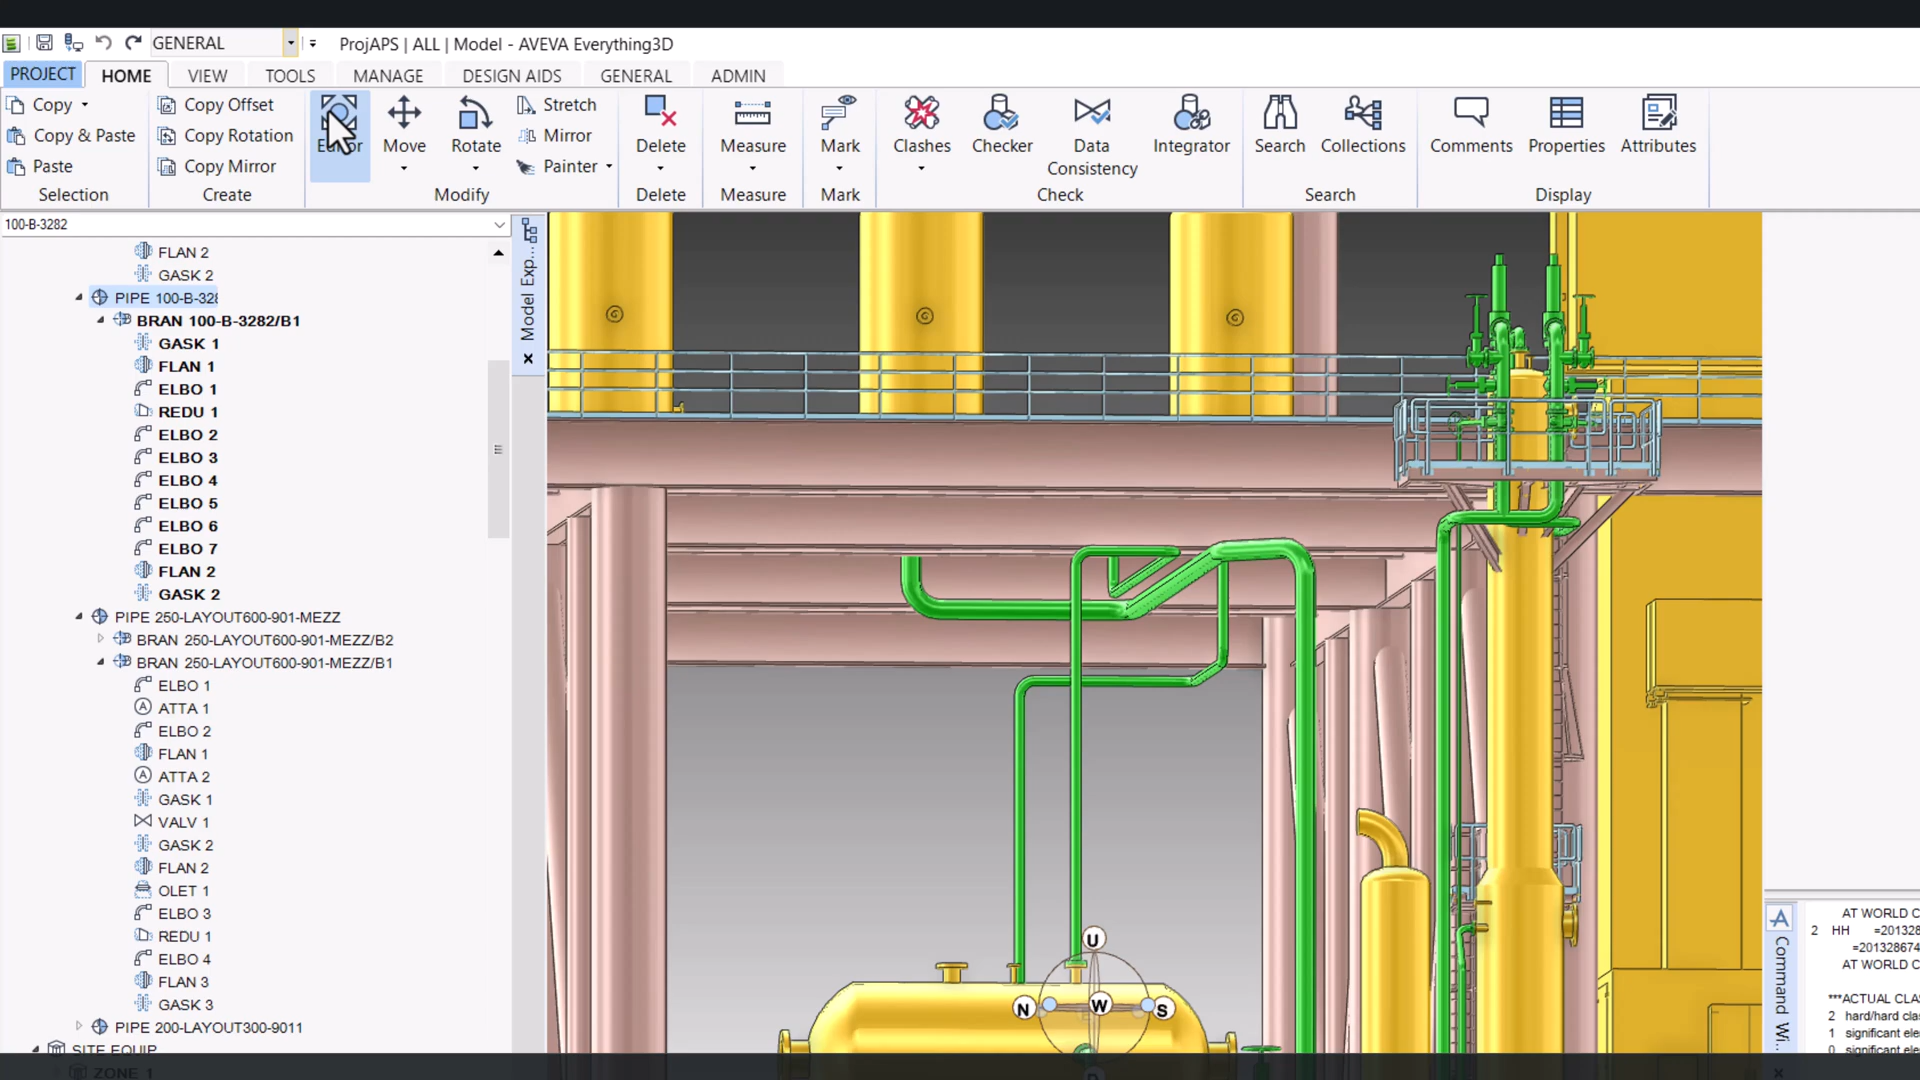 GENERAL
ProjAPS | ALL | Model - AVEVA Everything3D
PROJECT HOME VIEW TOOLS MANAGE DESIGN AIDS GENERAL ADMIN
Copy
Copy & Paste
Paste
Selection
Copy Offset
Copy Rotation
Copy Mirror
Create
Editor
Move
Rotate
Stretch
Mirror
Painter
Modify
Delete
Delete
Measure
Measure
Mark
Mark
Clashes
Checker
Data
Consistency
Integrator
Check
Search
Collections
Search
Comments
Properties
Attributes
Display
100-B-3282
FLAN 2
GASK 2
PIPE 100-B-328
BRAN 100-B-3282/B1
GASK 1
FLAN 1
ELBO 1
REDU 1
ELBO 2
ELBO 3
ELBO 4
ELBO 5
ELBO 6
ELBO 7
FLAN 2
GASK 2
PIPE 250-LAYOUT600-901-MEZZ
BRAN 250-LAYOUT600-901-MEZZ/B2
BRAN 250-LAYOUT600-901-MEZZ/B1
ELBO 1
ATTA 1
ELBO 2
FLAN 1
ATTA 2
GASK 1
VALV 1
GASK 2
FLAN 2
OLET 1
ELBO 3
REDU 1
ELBO 4
FLAN 3
GASK 3
PIPE 200-LAYOUT300-9011
SITE EQUIP
ZONE 1
Model Exp...
U
N
W
S
Command Wi...
AT WORLD C
2 HH =201328
=201328674
AT WORLD C
***ACTUAL CLA
2 hard/hard clas
1 significant ele
0 significant ele